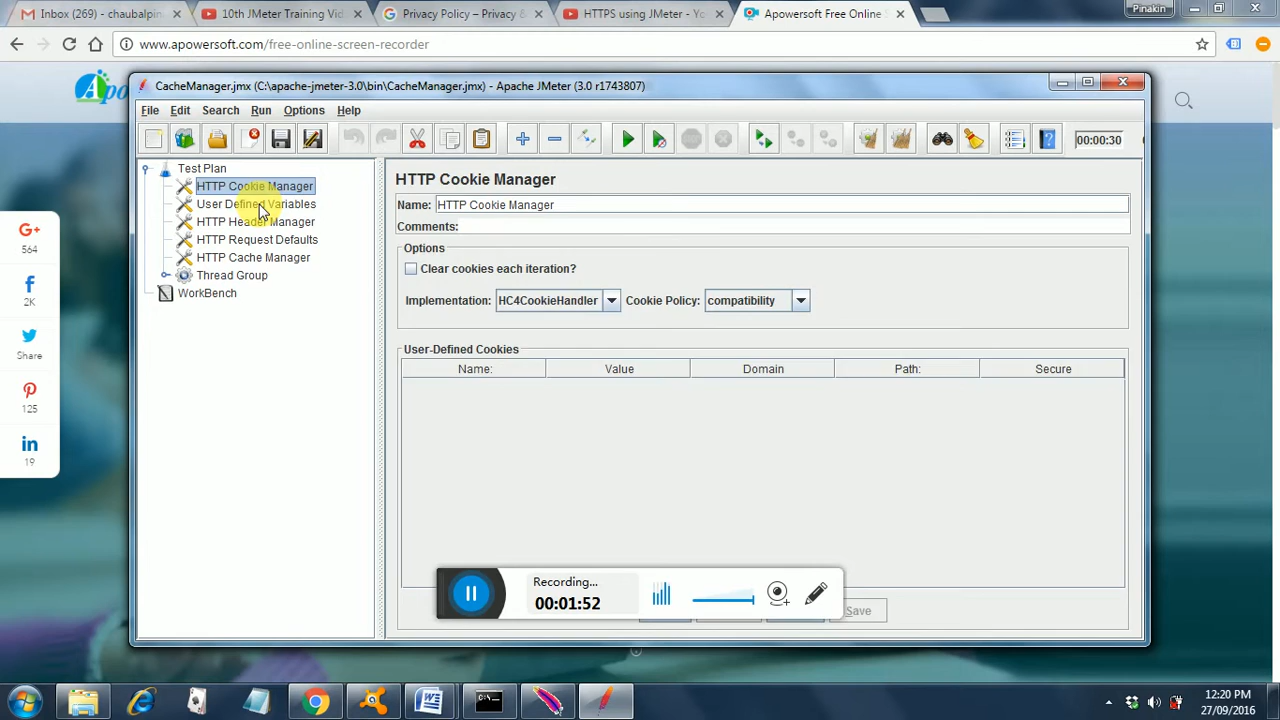 Inbox (269) - chaubalpin
10th JMeter Training Vid
Privacy Policy – Privacy &
HTTPS using JMeter - Yo
Apowersoft Free Online S
Pinakin
www.apowersoft.com/free-online-screen-recorder
CacheManager.jmx (C:\apache-jmeter-3.0\bin\CacheManager.jmx) - Apache JMeter (3.0 r1743807)
File Edit Search Run Options Help
00:00:30
Test Plan
HTTP Cookie Manager
User Defined Variables
HTTP Header Manager
HTTP Request Defaults
HTTP Cache Manager
Thread Group
WorkBench
HTTP Cookie Manager
Name: HTTP Cookie Manager
Comments:
Options
Clear cookies each iteration?
Implementation: HC4CookieHandler Cookie Policy: compatibility
User-Defined Cookies
Name: Value Domain Path: Secure
Save
Recording...
00:01:52
G+
564
2K
Share
125
in
19
12:20 PM
27/09/2016